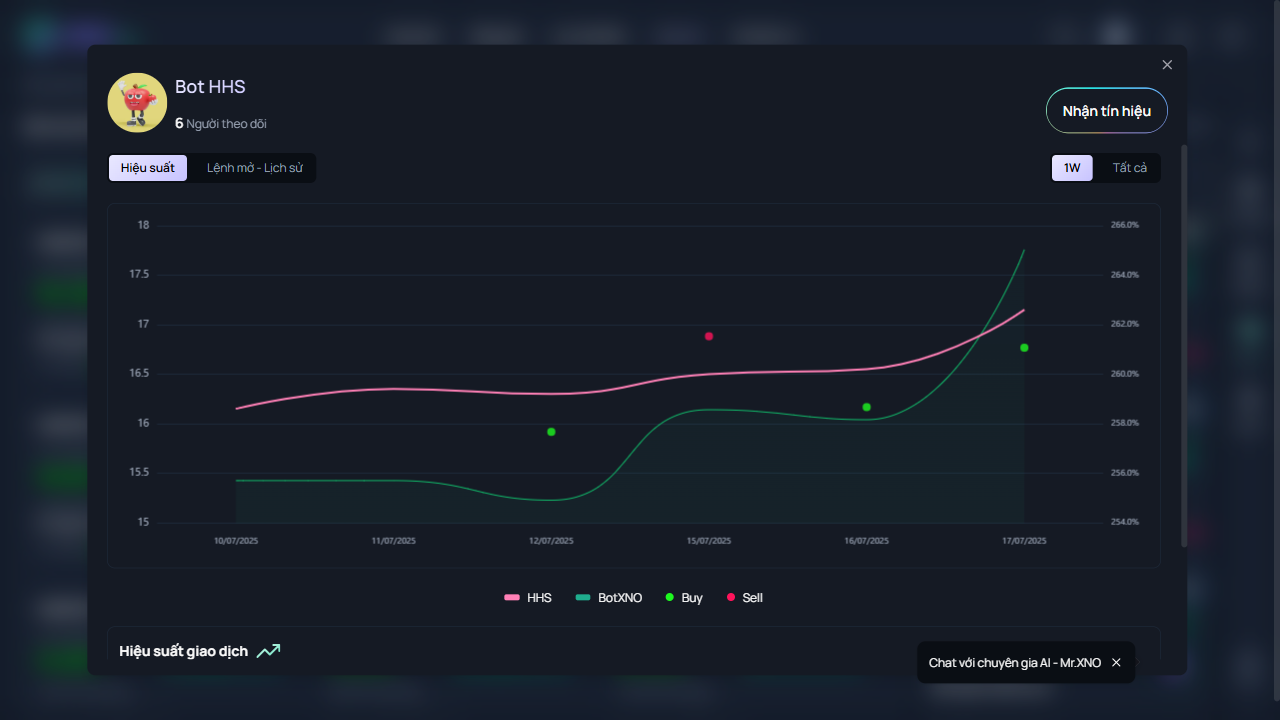 Bot HHS
6 Người theo dõi
Nhận tín hiệu
Hiệu suất
Lệnh mở - Lịch sử
1W
Tất cả
18
17.5
17
16.5
16
15.5
15
266.0%
264.0%
262.0%
260.0%
258.0%
256.0%
254.0%
10/07/2025
11/07/2025
12/07/2025
15/07/2025
16/07/2025
17/07/2025
HHS
BotXNO
Buy
Sell
Hiệu suất giao dịch
Chat với chuyên gia AI - Mr.XNO